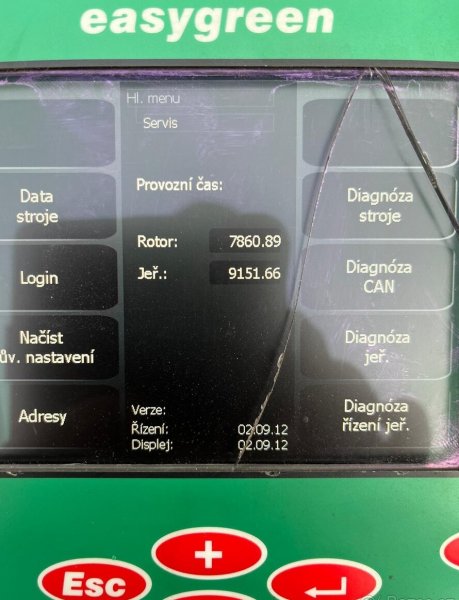 easygreen
Hl. menu
Servis
Data
stroje
Login
Načíst
ův. nastavení
Adresy
Provozní čas:
Rotor: 7860.89
Jeř.: 9151.66
Verze:
Řízení: 02.09.12
Displej: 02.09.12
Diagnóza
stroje
Diagnóza
CAN
Diagnóza
jeř.
Diagnóza
řízení jeř.
+
Esc